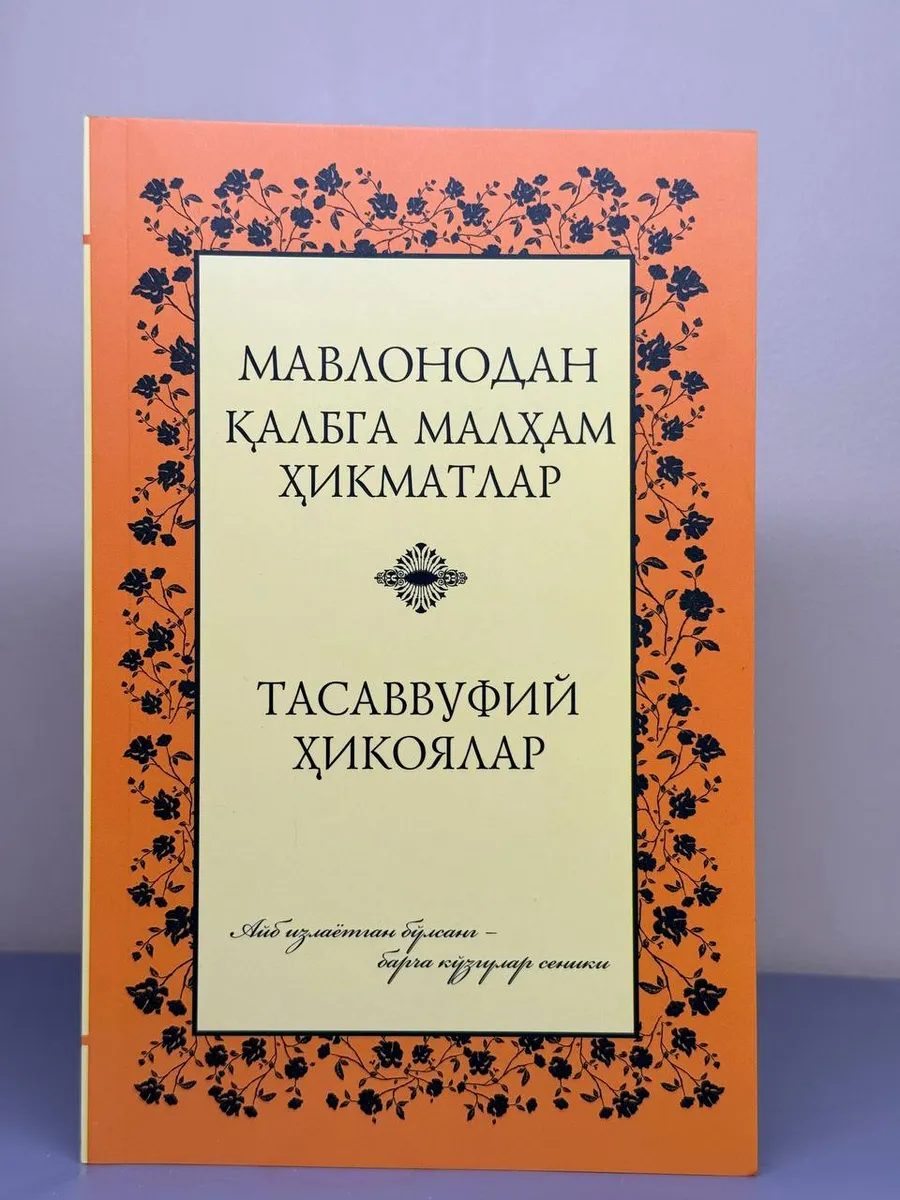 МАВЛОНОДАН
ҚАЛБГА МАЛҲАМ
ҲИКМАТЛАР
ТАСАВВУФИЙ
ҲИКОЯЛАР
Айб излаётган бўлсанг –
барча кўзгулар сеники